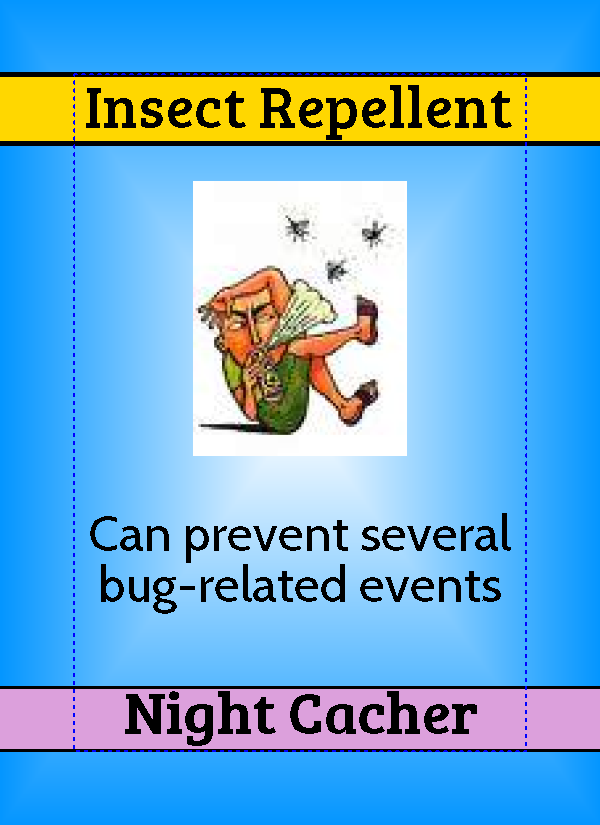 Insect Repellent
Can prevent several
bug-related events
Night Cacher